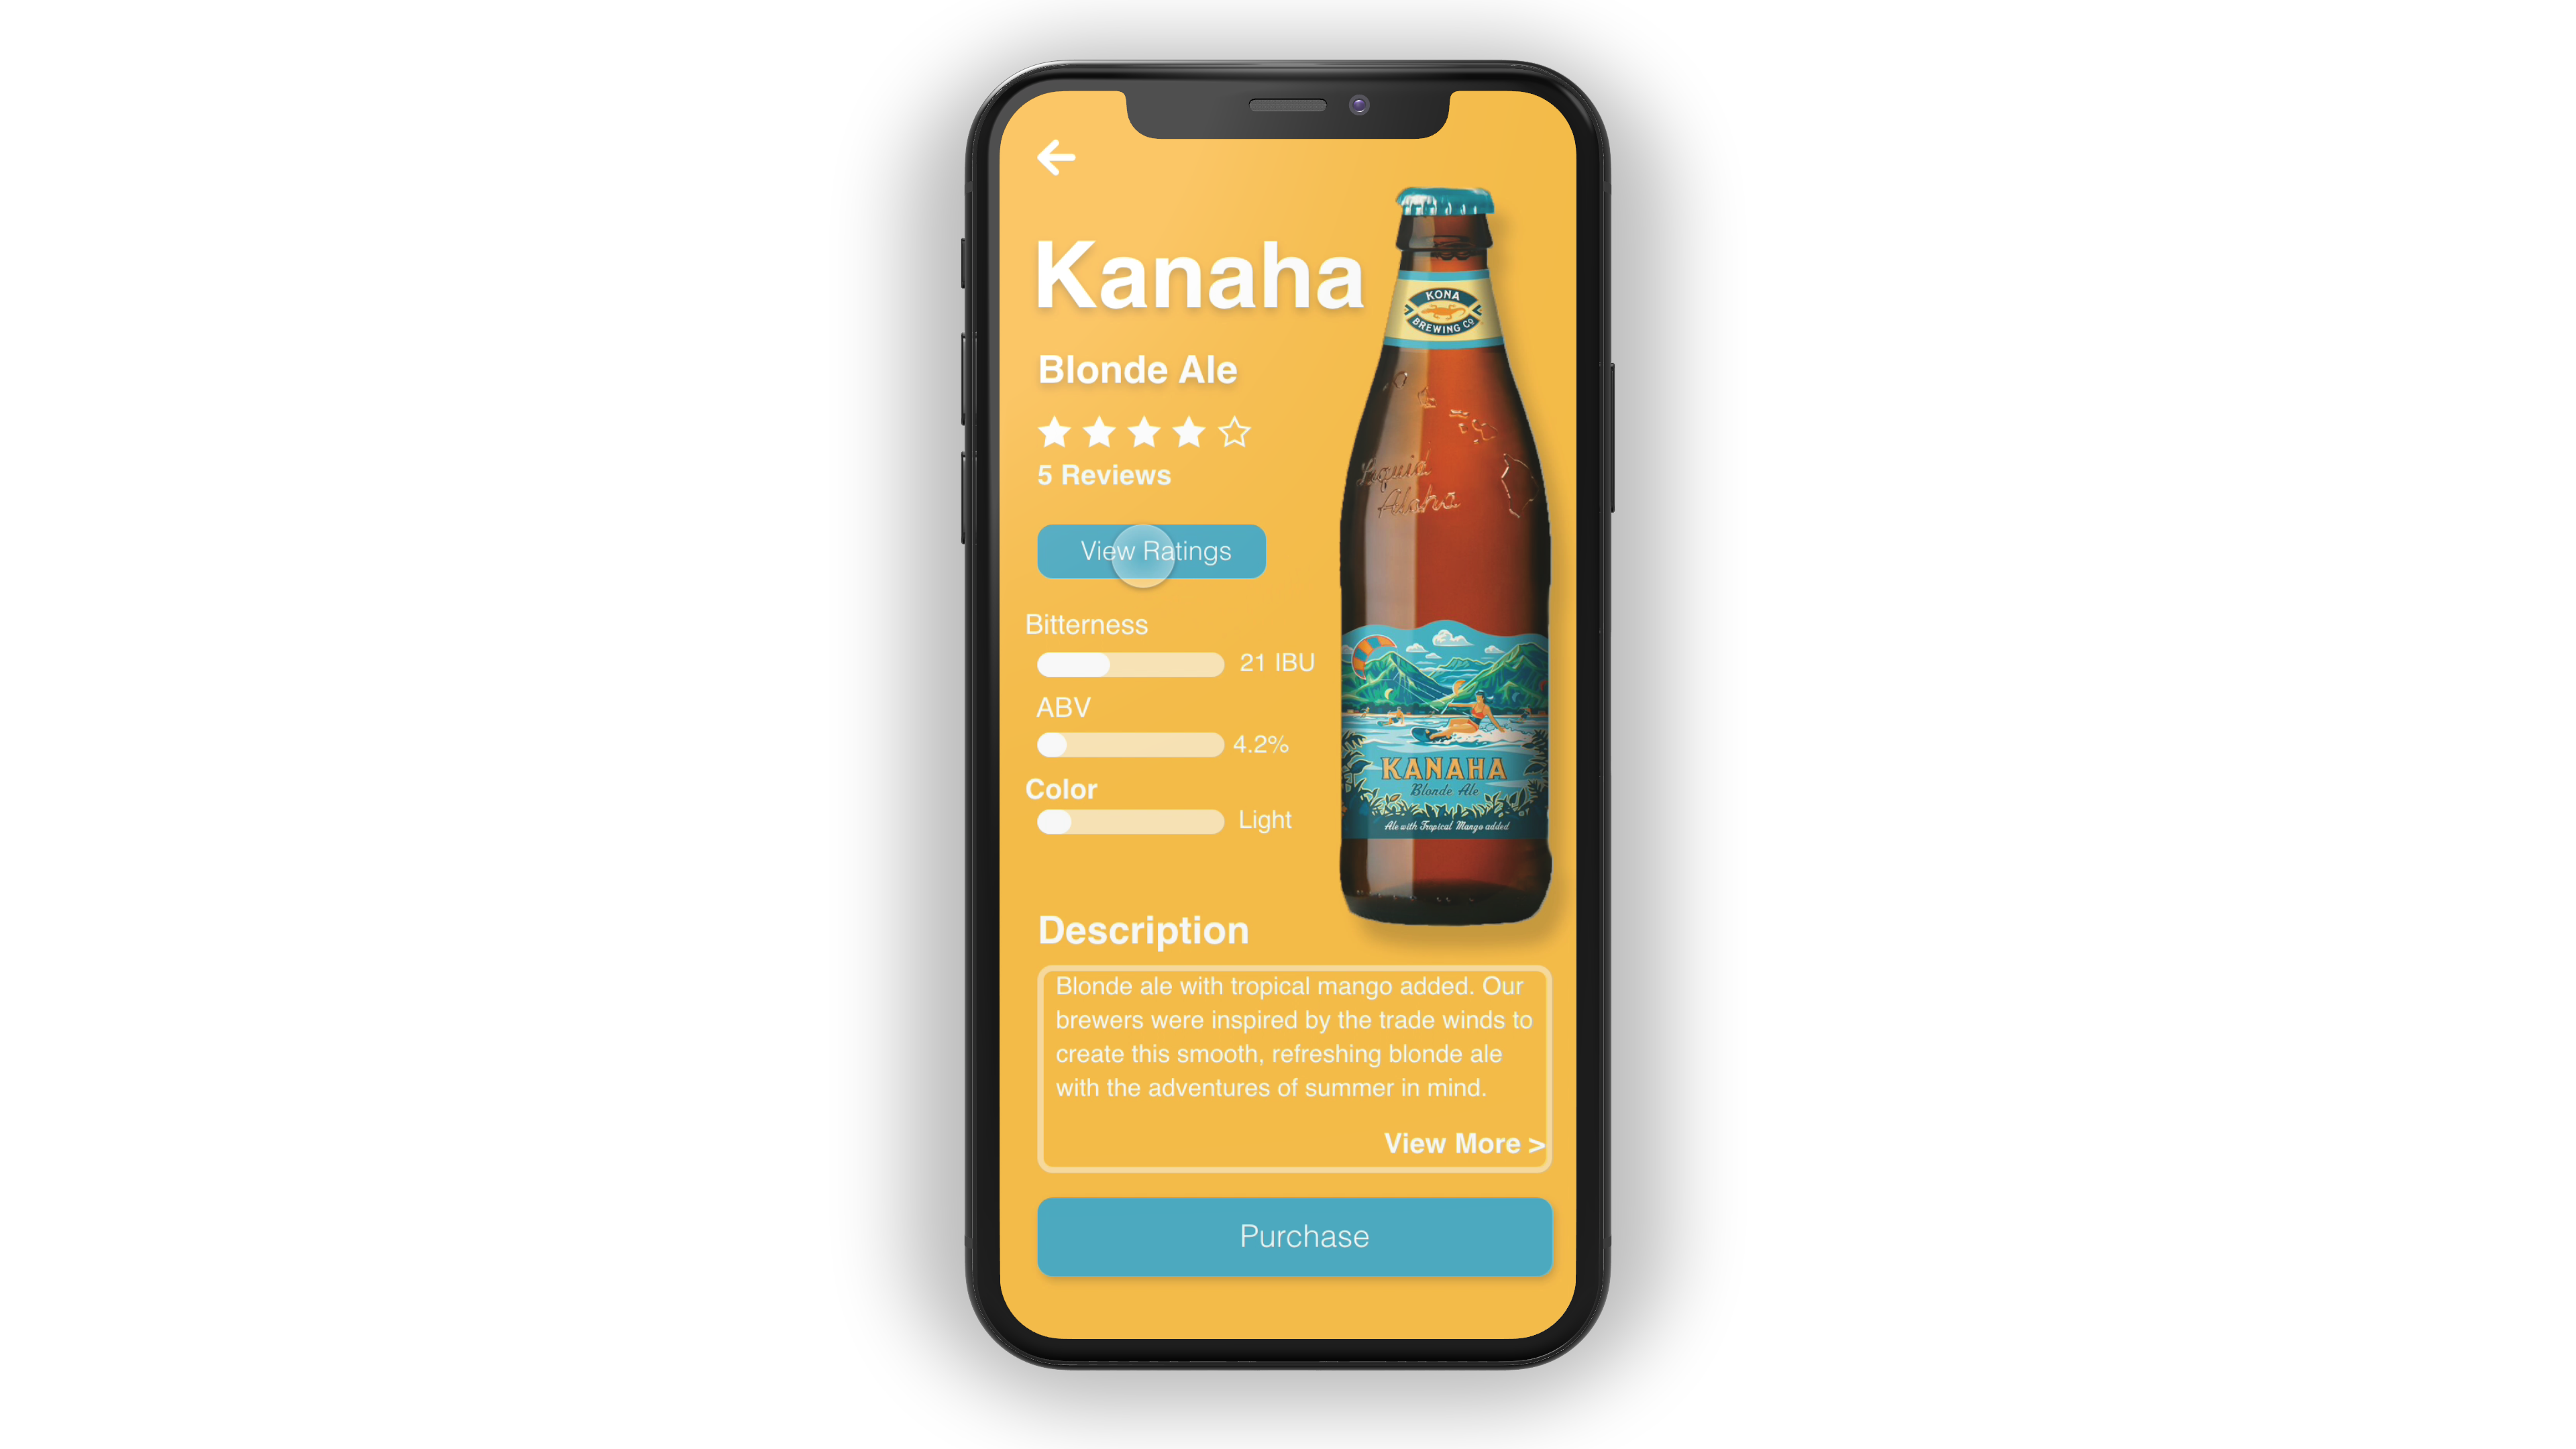 Kanaha
Blonde Ale
5 Reviews
View Ratings
Bitterness
21 IBU
ABV
4.2%
Color
Light
KONA
BREWING CO
Liquid
Aloha
KANAHA
Blonde Ale
Ale with Tropical Mango added
Description
Blonde ale with tropical mango added. Our
brewers were inspired by the trade winds to
create this smooth, refreshing blonde ale
with the adventures of summer in mind.
View More >
Purchase